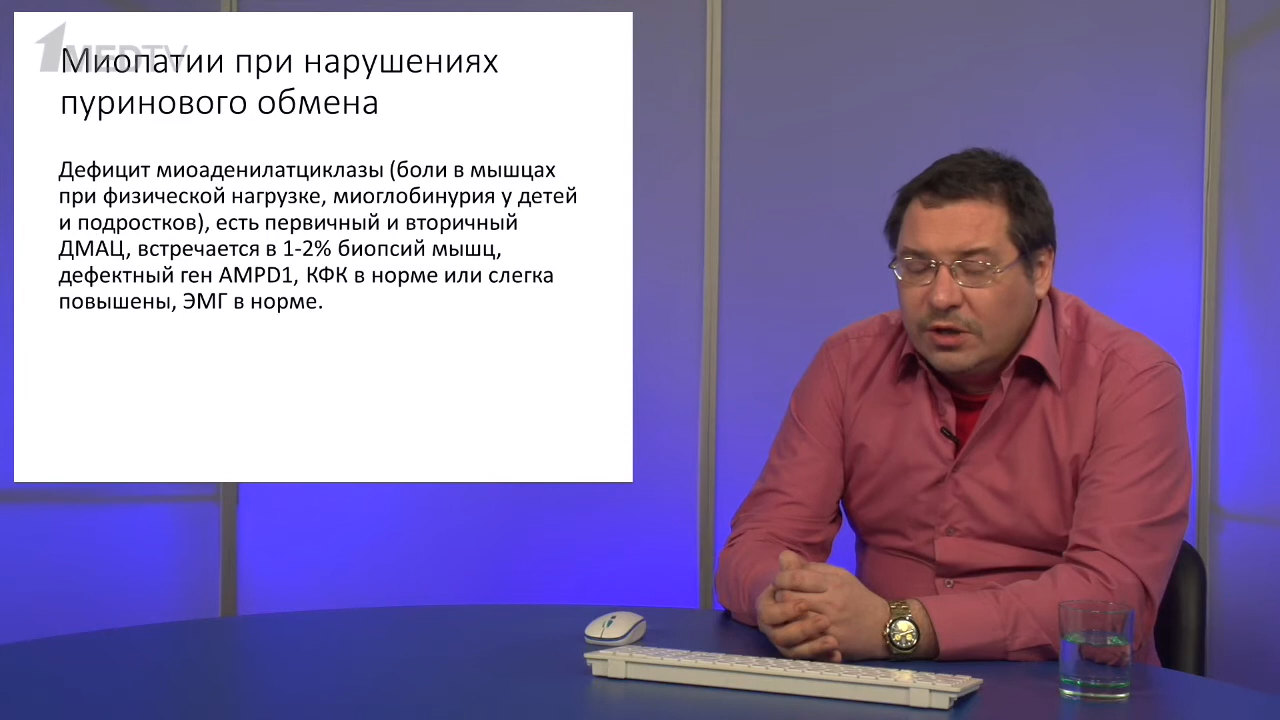 1MEDTV
Миопатии при нарушениях
пуринового обмена
Дефицит миоаденилатциклазы (боли в мышцах
при физической нагрузке, миоглобинурия у детей
и подростков), есть первичный и вторичный
ДМАЦ, встречается в 1-2% биопсий мышц,
дефектный ген AMPD1, КФК в норме или слегка
повышены, ЭМГ в норме.